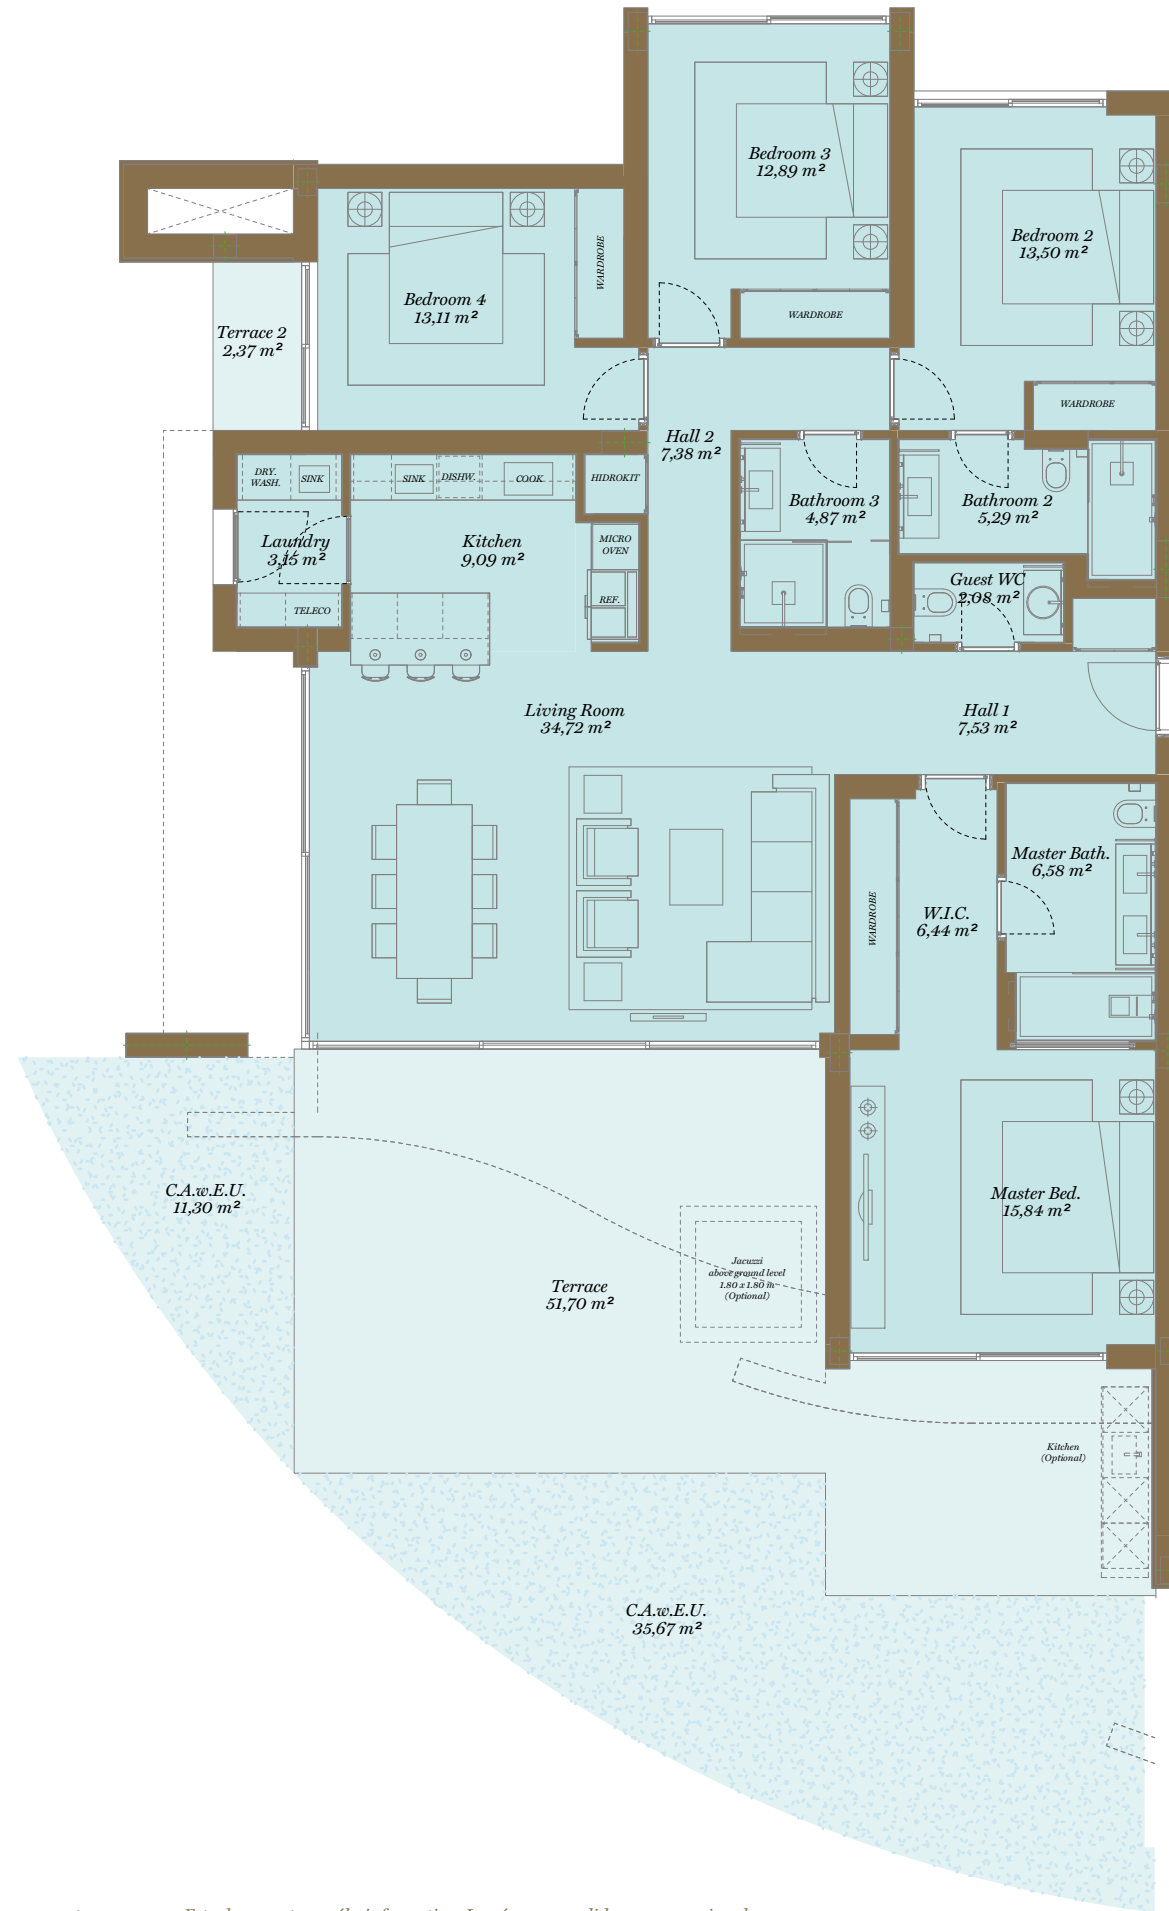 Bedroom 3
12,89 m²
Bedroom 2
13,50 m²
WARDROBE
Bedroom 4
13,11 m²
WARDROBE
Terrace 2
2,37 m²
WARDROBE
Hall 2
7,38 m²
DRY.
WASH.
SINK
SINK
DISHW.
COOK.
HIDROKIT
Bathroom 3
4,87 m²
Bathroom 2
5,29 m²
Laundry
3,15 m²
Kitchen
9,09 m²
MICRO
OVEN
REF.
TELECO
Guest WC
2,08 m²
Living Room
34,72 m²
Hall 1
7,53 m²
Master Bath.
6,58 m²
WARDROBE
W.I.C.
6,44 m²
C.A.w.E.U.
11,30 m²
Master Bed.
15,84 m²
Terrace
51,70 m²
Jacuzzi
above ground level
1.80 x 1.80 m
(Optional)
Kitchen
(Optional)
C.A.w.E.U.
35,67 m²